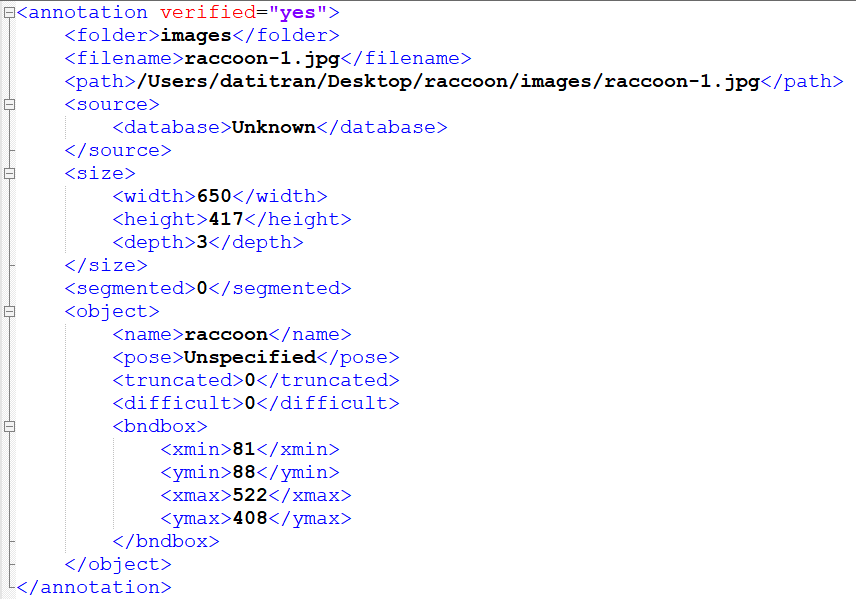 <annotation verified="yes">
    <folder>images</folder>
    <filename>raccoon-1.jpg</filename>
    <path>/Users/datitran/Desktop/raccoon/images/raccoon-1.jpg</path>
    <source>
        <database>Unknown</database>
    </source>
    <size>
        <width>650</width>
        <height>417</height>
        <depth>3</depth>
    </size>
    <segmented>0</segmented>
    <object>
        <name>raccoon</name>
        <pose>Unspecified</pose>
        <truncated>0</truncated>
        <difficult>0</difficult>
        <bndbox>
            <xmin>81</xmin>
            <ymin>88</ymin>
            <xmax>522</xmax>
            <ymax>408</ymax>
        </bndbox>
    </object>
</annotation>